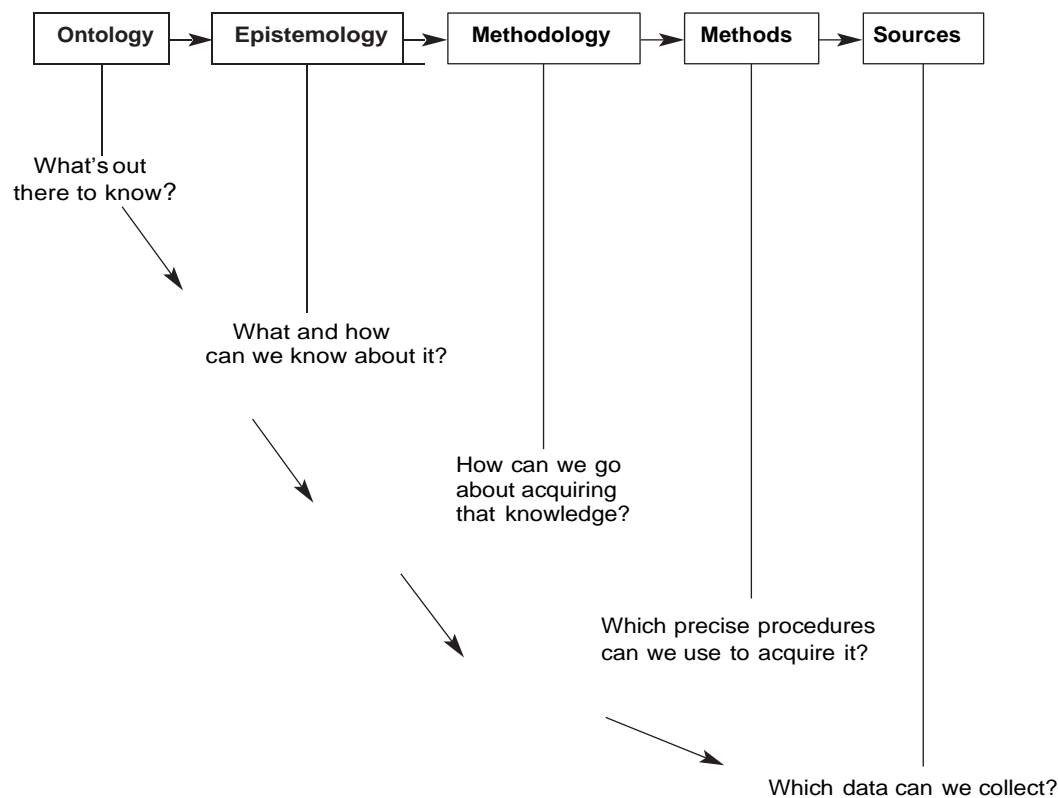 Ontology
Epistemology
Methodology
Methods
Sources
What's out
there to know?
What and how
can we know about it?
How can we go
about acquiring
that knowledge?
Which precise procedures
can we use to acquire it?
Which data can we collect?